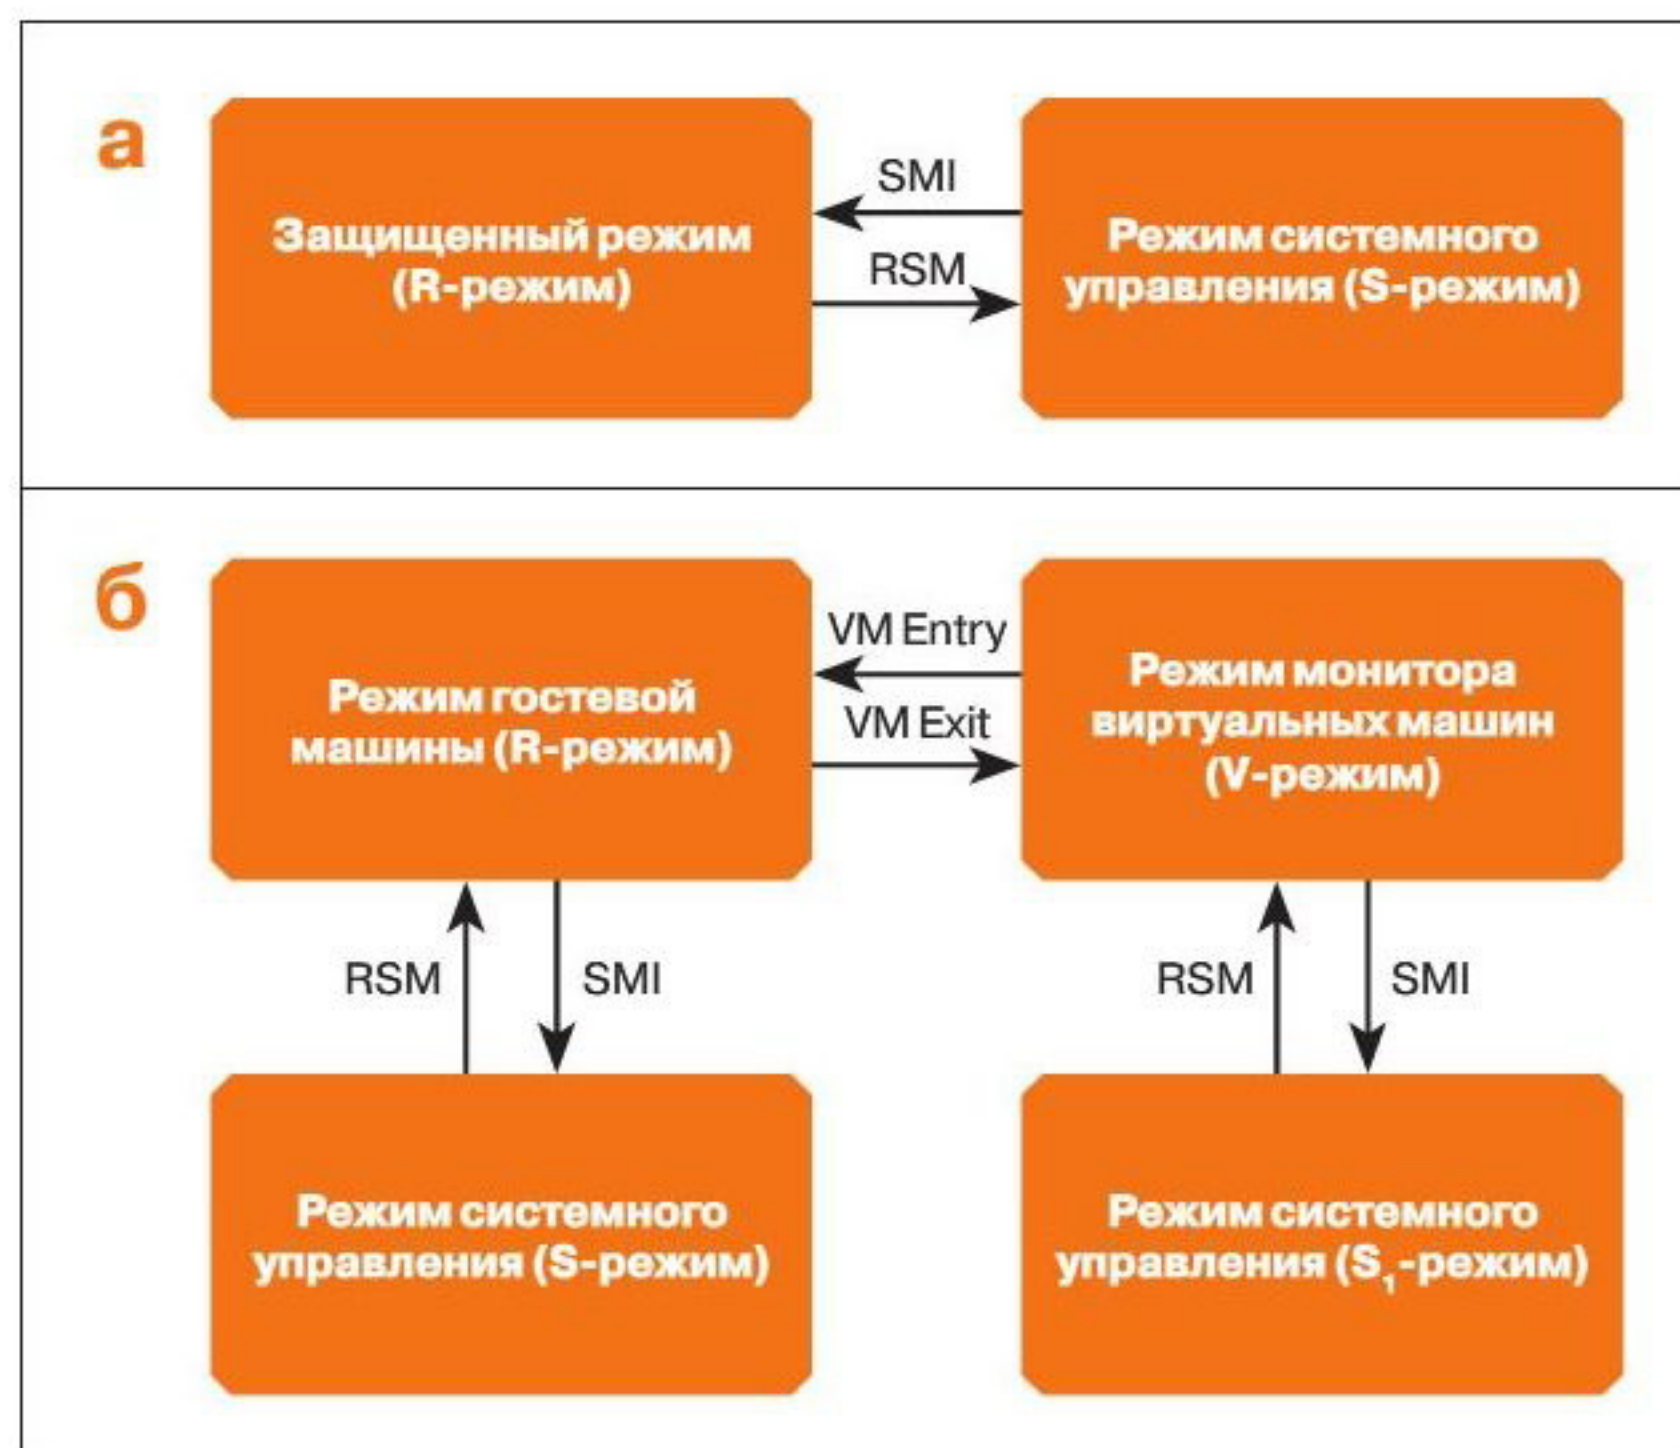 а
Защищенный режим
(R-режим)
SMI
RSM
Режим системного
управления (S-режим)
б
Режим гостевой
машины (R-режим)
VM Entry
VM Exit
Режим монитора
виртуальных машин
(V-режим)
RSM
SMI
RSM
SMI
Режим системного
управления (S-режим)
Режим системного
управления (S₁-режим)